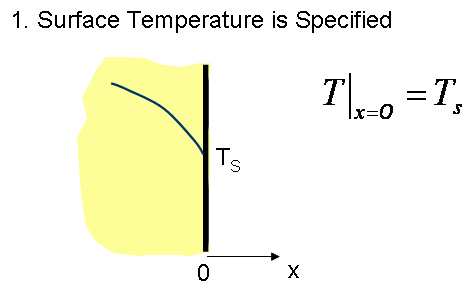 1. Surface Temperature is Specified
T|x=0 = Ts
TS
0
x